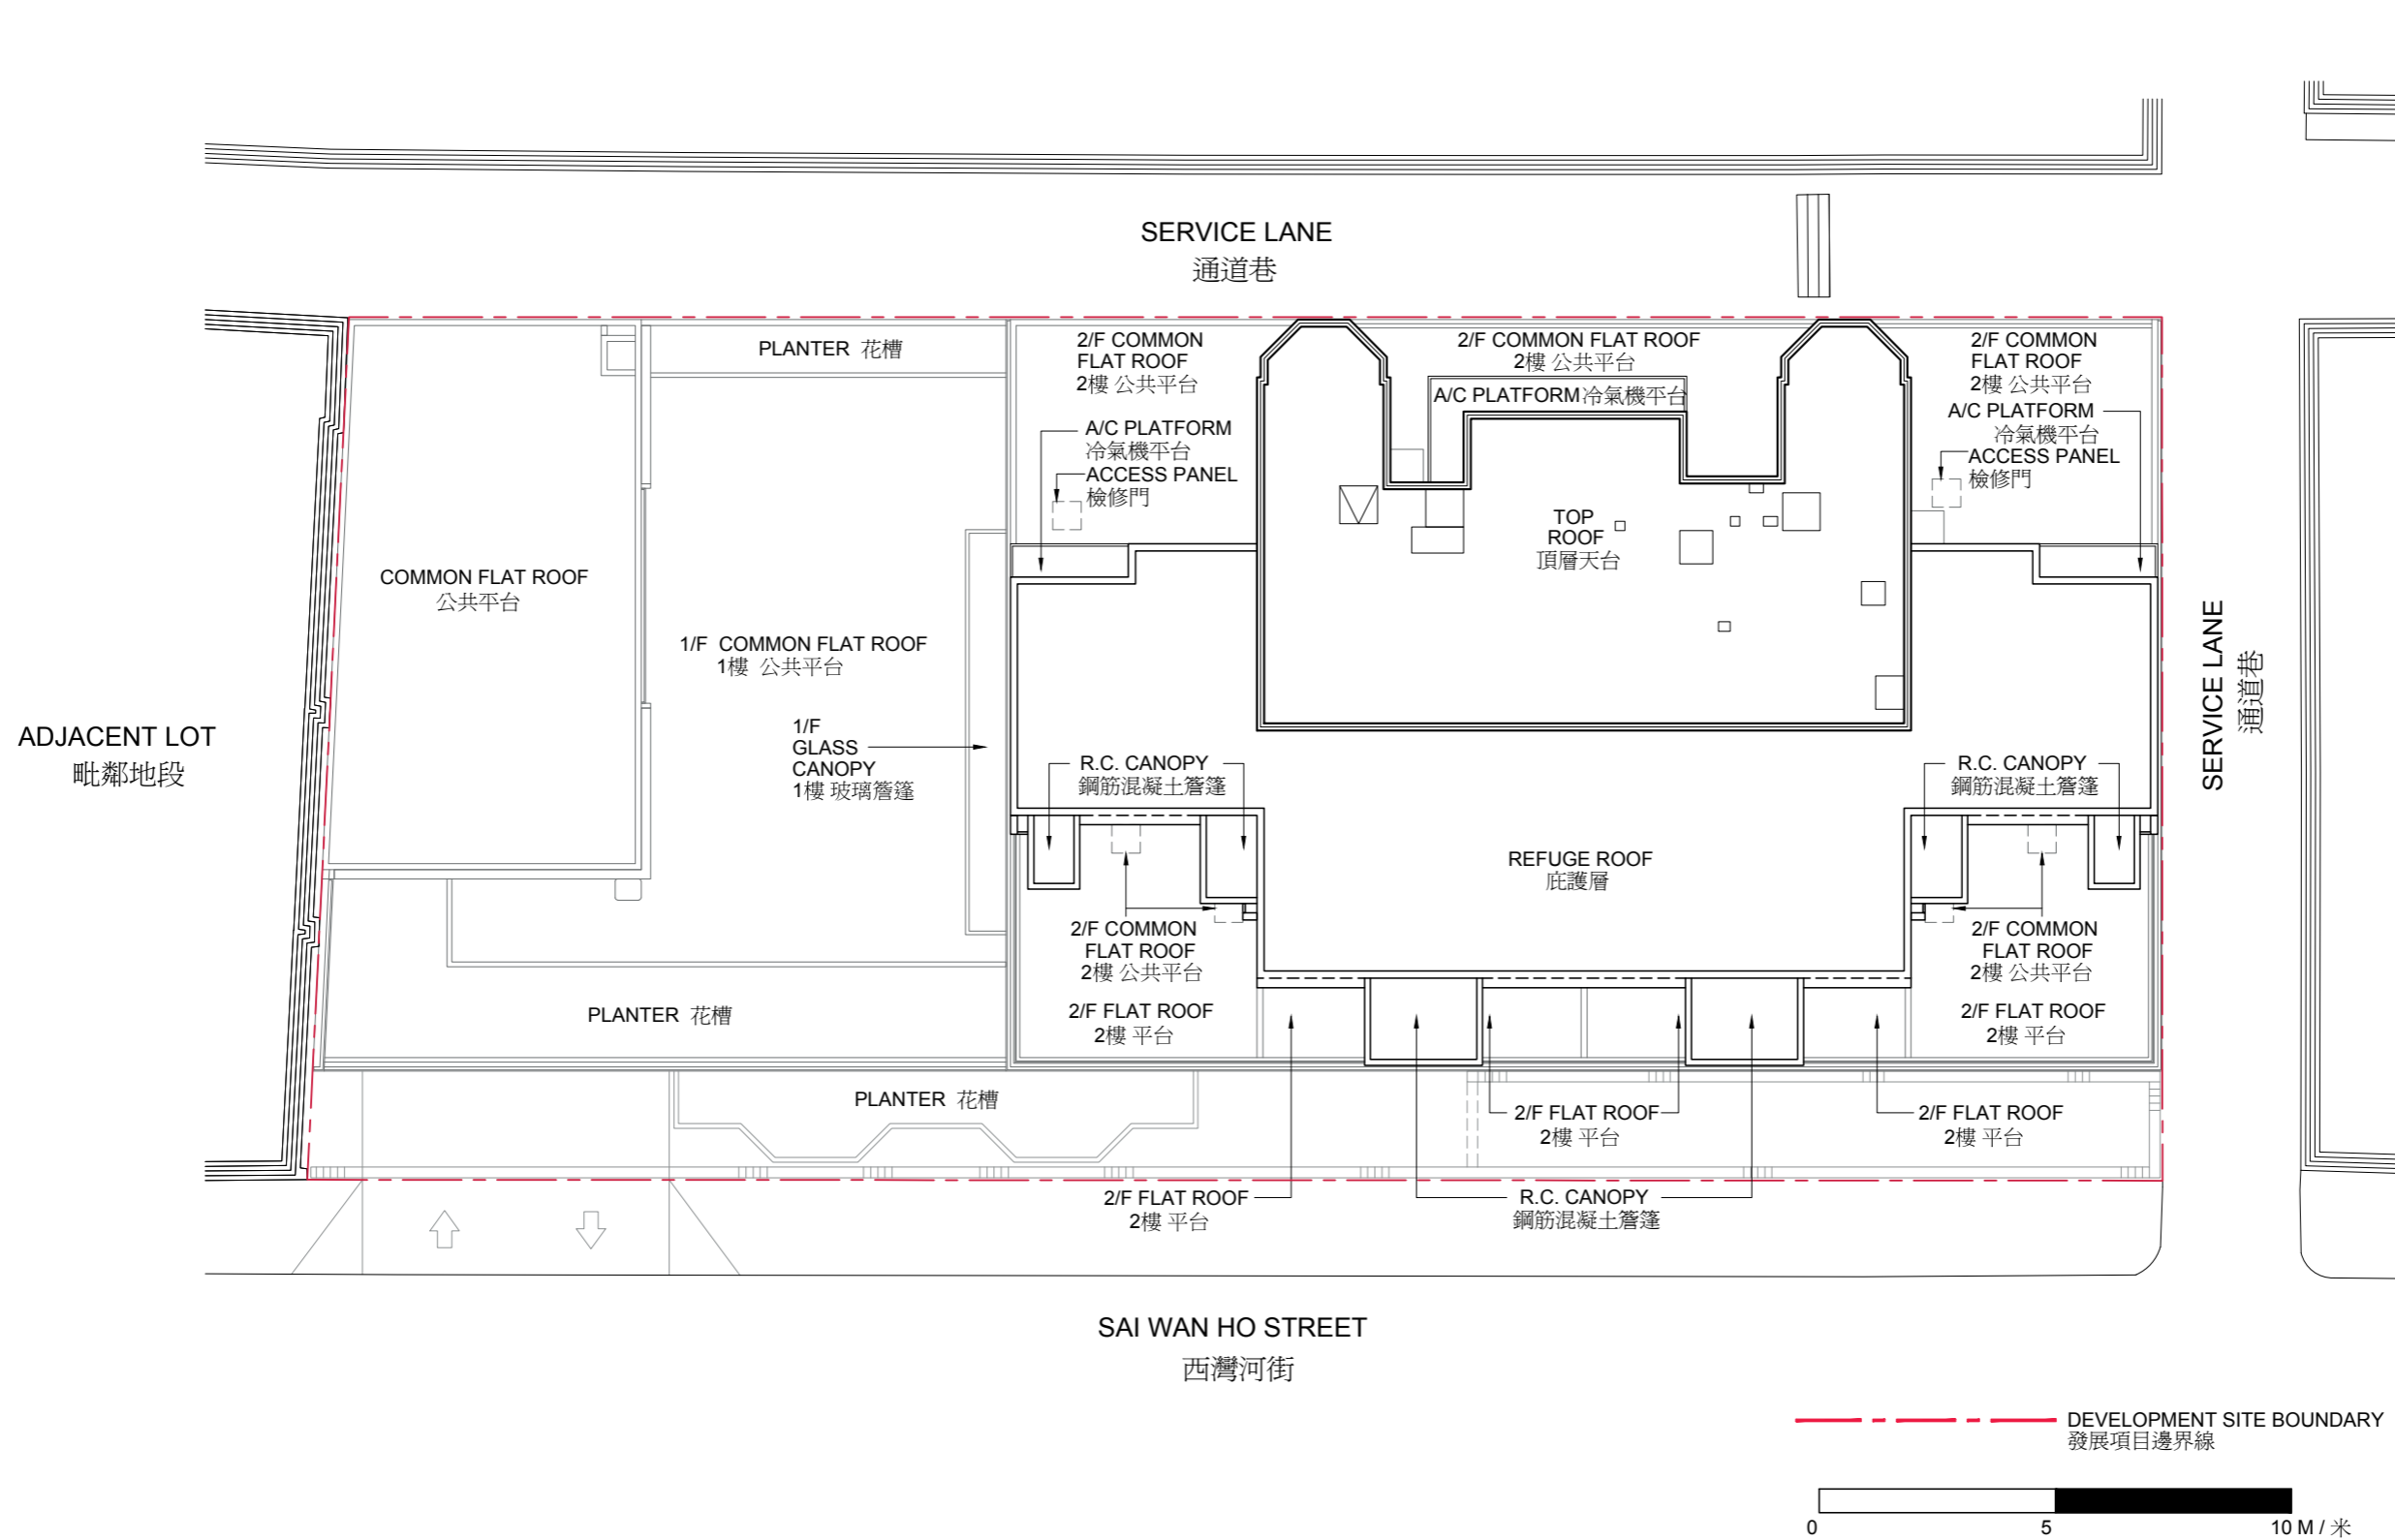 SERVICE LANE
通道巷
PLANTER 花槽
2/F COMMON
FLAT ROOF
2樓 公共平台
2/F COMMON FLAT ROOF
2樓 公共平台
A/C PLATFORM 冷氣機平台
2/F COMMON
FLAT ROOF
2樓 公共平台
A/C PLATFORM
冷氣機平台
ACCESS PANEL
檢修門
A/C PLATFORM
冷氣機平台
ACCESS PANEL
檢修門
TOP
ROOF
頂層天台
COMMON FLAT ROOF
公共平台
1/F COMMON FLAT ROOF
1樓 公共平台
1/F
GLASS
CANOPY
1樓 玻璃簷篷
ADJACENT LOT
毗鄰地段
SERVICE LANE
通道巷
R.C. CANOPY
鋼筋混凝土簷篷
R.C. CANOPY
鋼筋混凝土簷篷
REFUGE ROOF
庇護層
2/F COMMON
FLAT ROOF
2樓 公共平台
2/F COMMON
FLAT ROOF
2樓 公共平台
PLANTER 花槽
2/F FLAT ROOF
2樓 平台
2/F FLAT ROOF
2樓 平台
PLANTER 花槽
2/F FLAT ROOF
2樓 平台
2/F FLAT ROOF
2樓 平台
2/F FLAT ROOF
2樓 平台
R.C. CANOPY
鋼筋混凝土簷篷
SAI WAN HO STREET
西灣河街
DEVELOPMENT SITE BOUNDARY
發展項目邊界線
0 5 10 M / 米